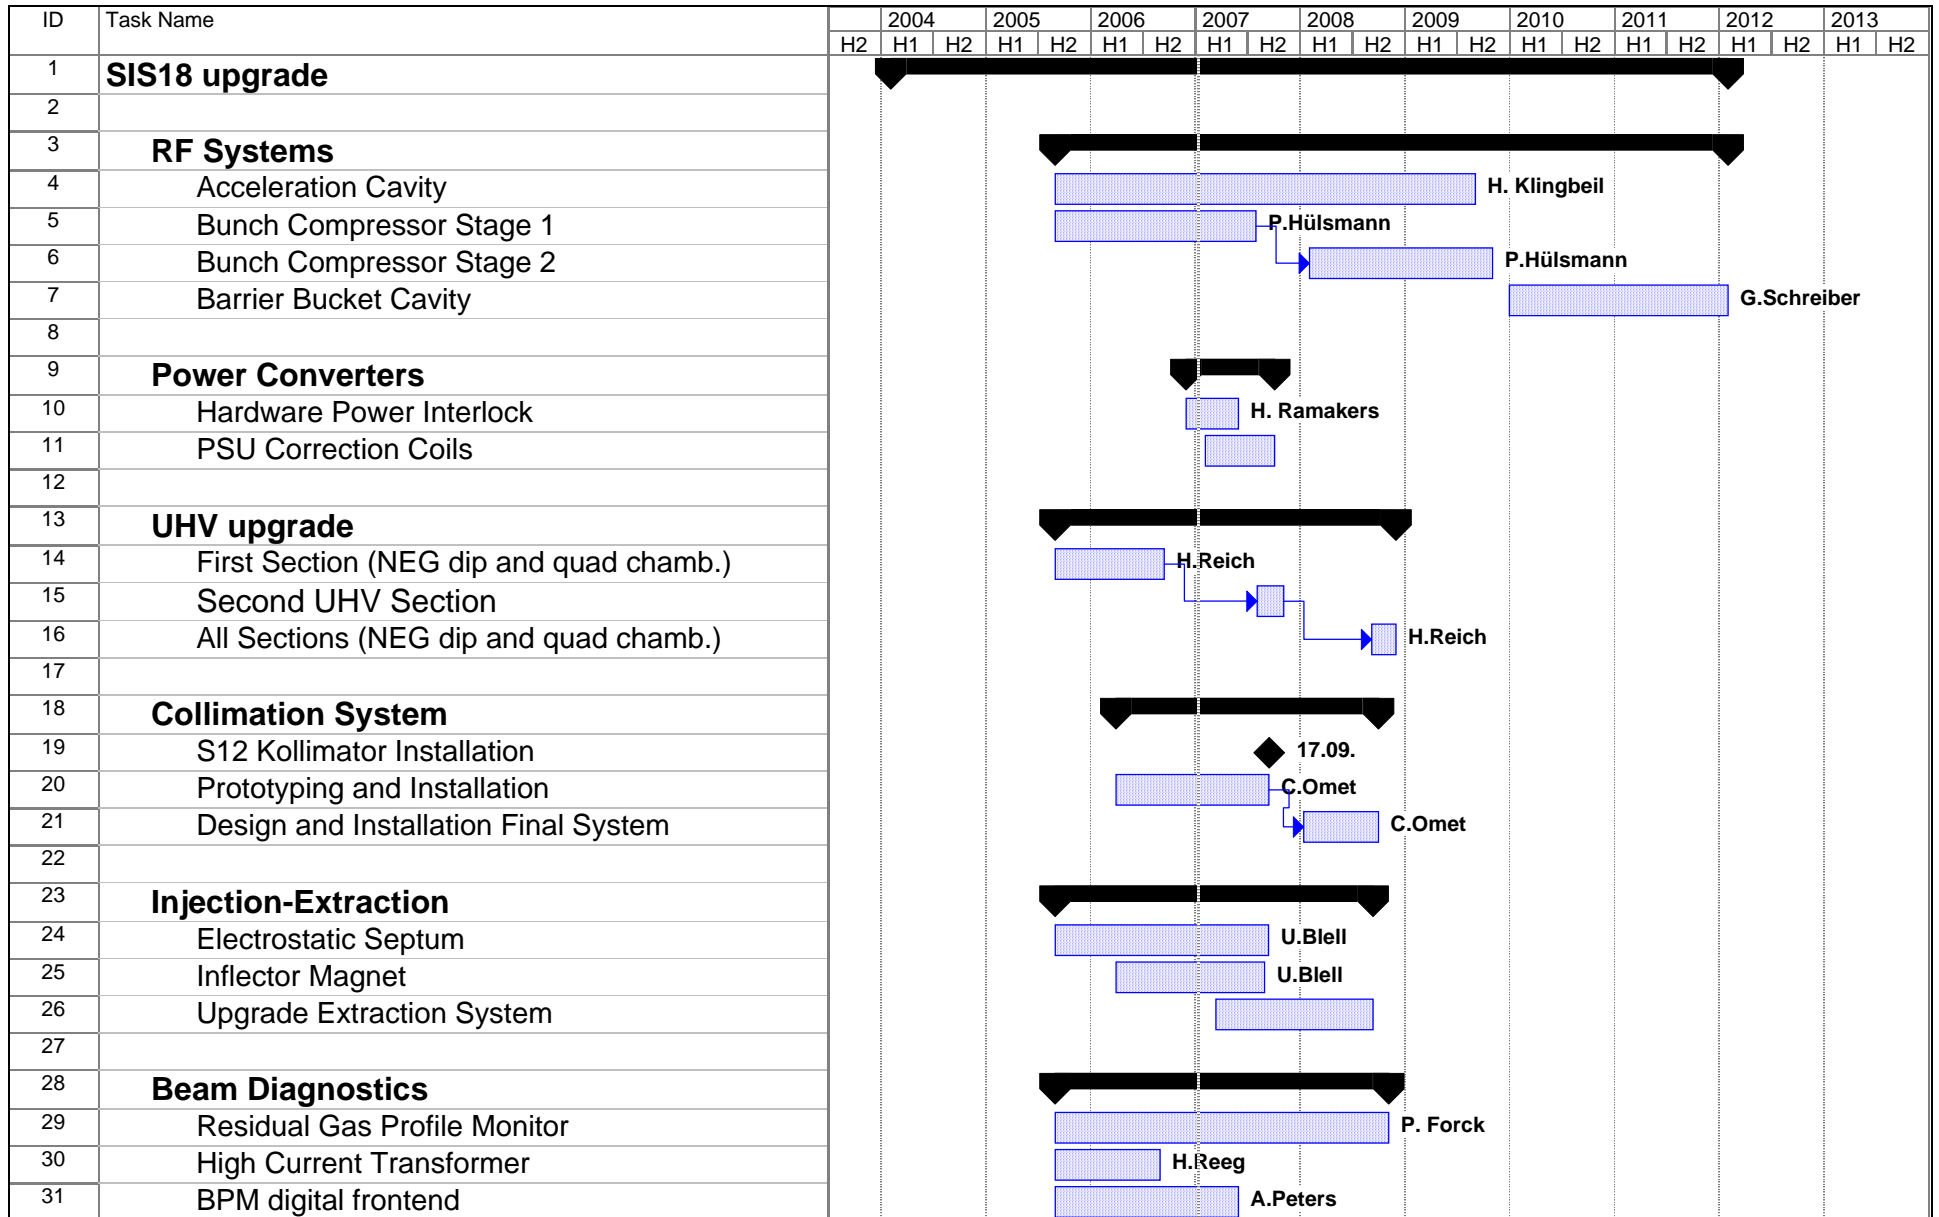 ID Task Name 2004 2005 2006 2007 2008 2009 2010 2011 2012 2013
H2 H1 H2 H1 H2 H1 H2 H1 H2 H1 H2 H1 H2 H1 H2 H1 H2 H1 H2 H1 H2
1 SIS18 upgrade
2
3 RF Systems
4 Acceleration Cavity H. Klingbeil
5 Bunch Compressor Stage 1 P.Hülsmann
6 Bunch Compressor Stage 2 P.Hülsmann
7 Barrier Bucket Cavity G.Schreiber
8
9 Power Converters
10 Hardware Power Interlock H. Ramakers
11 PSU Correction Coils
12
13 UHV upgrade
14 First Section (NEG dip and quad chamb.) H.Reich
15 Second UHV Section
16 All Sections (NEG dip and quad chamb.) H.Reich
17
18 Collimation System
19 S12 Kollimator Installation 17.09.
20 Prototyping and Installation C.Omet
21 Design and Installation Final System C.Omet
22
23 Injection-Extraction
24 Electrostatic Septum U.Blell
25 Inflector Magnet U.Blell
26 Upgrade Extraction System
27
28 Beam Diagnostics
29 Residual Gas Profile Monitor P. Forck
30 High Current Transformer H.Reeg
31 BPM digital frontend A.Peters